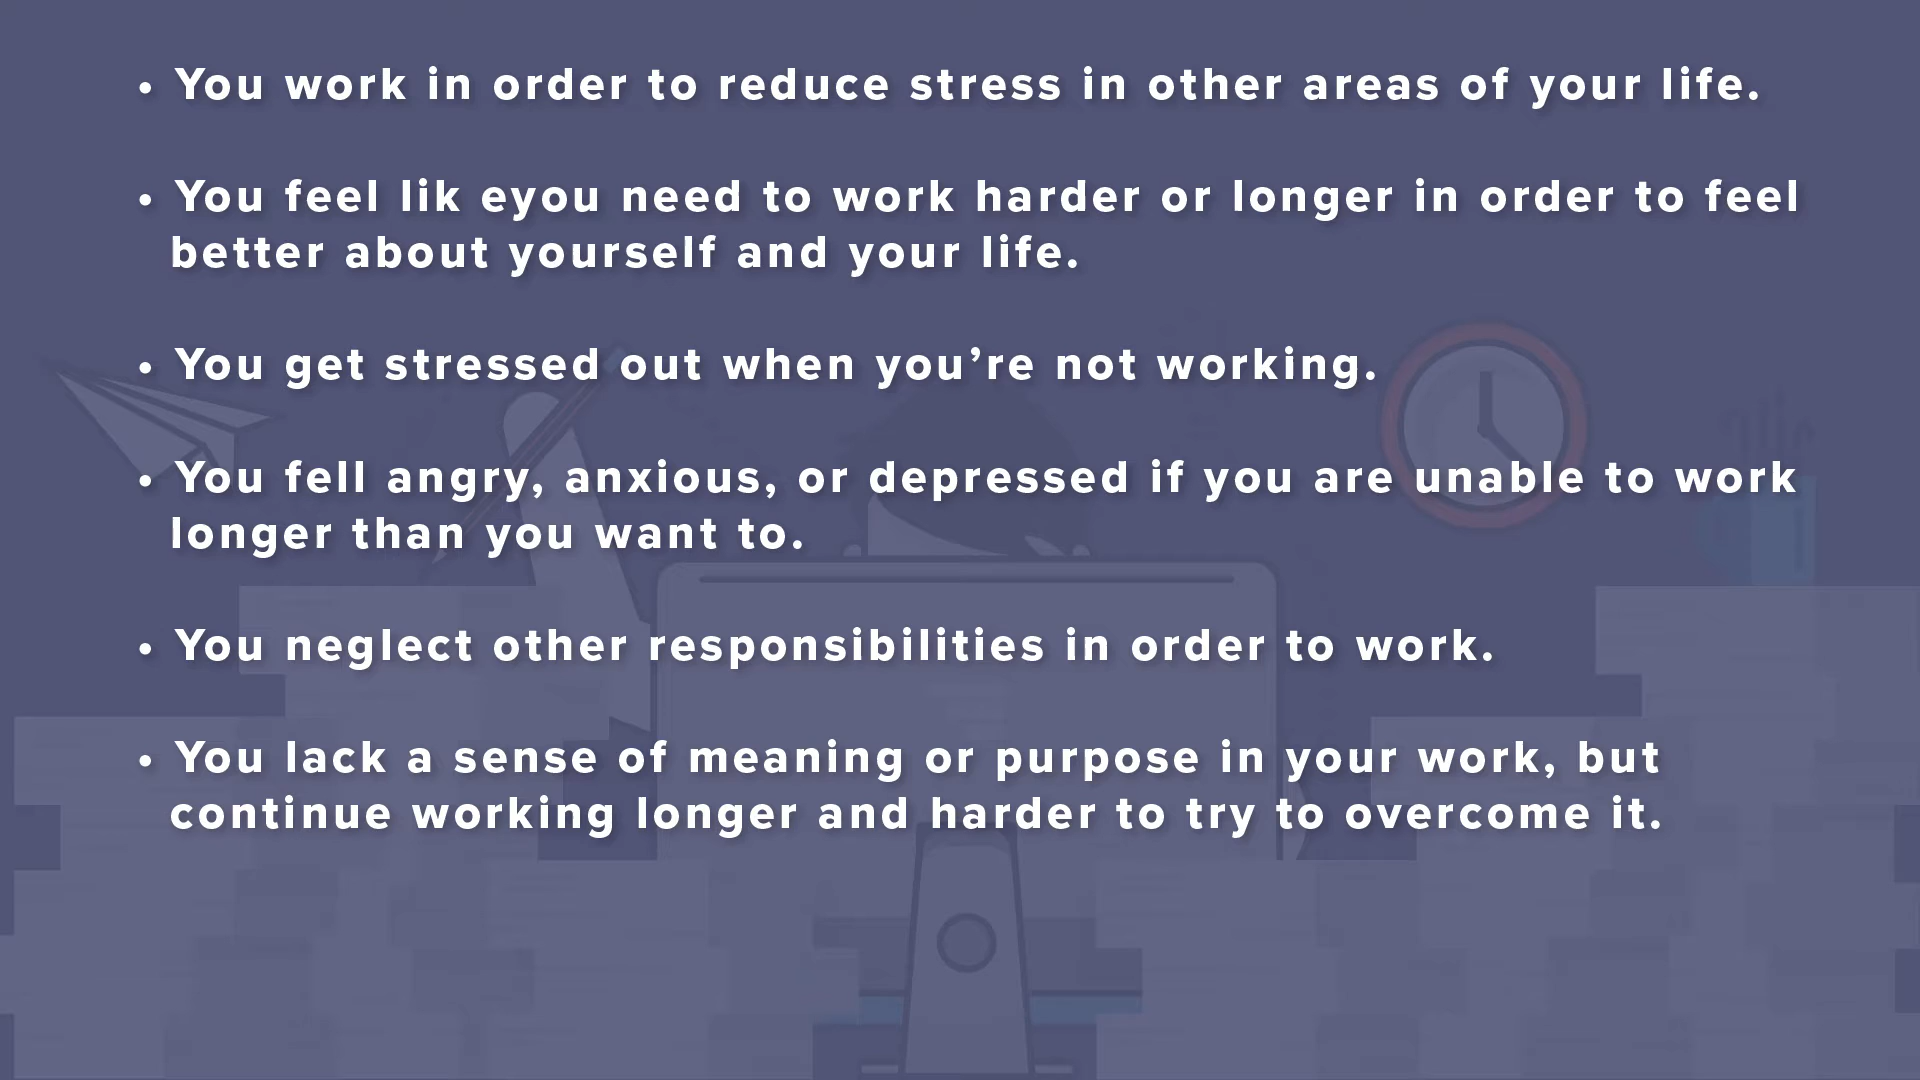 • You work in order to reduce stress in other areas of your life.
• You feel lik eyou need to work harder or longer in order to feel
better about yourself and your life.
• You get stressed out when you’re not working.
• You fell angry, anxious, or depressed if you are unable to work
longer than you want to.
• You neglect other responsibilities in order to work.
• You lack a sense of meaning or purpose in your work, but
continue working longer and harder to try to overcome it.